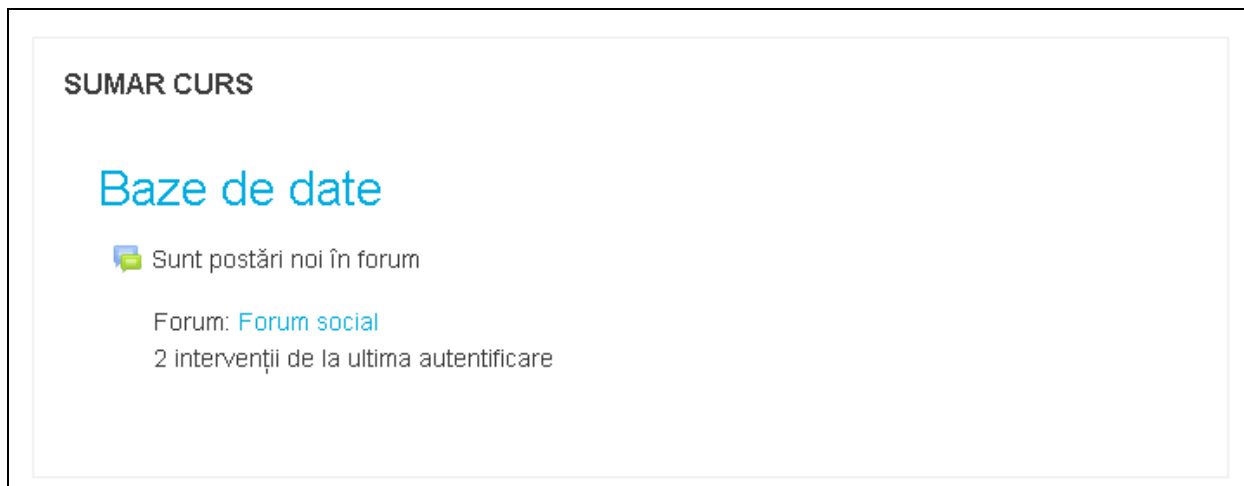 SUMAR CURS
Baze de date
Sunt postări noi în forum
Forum: Forum social
2 intervenții de la ultima autentificare